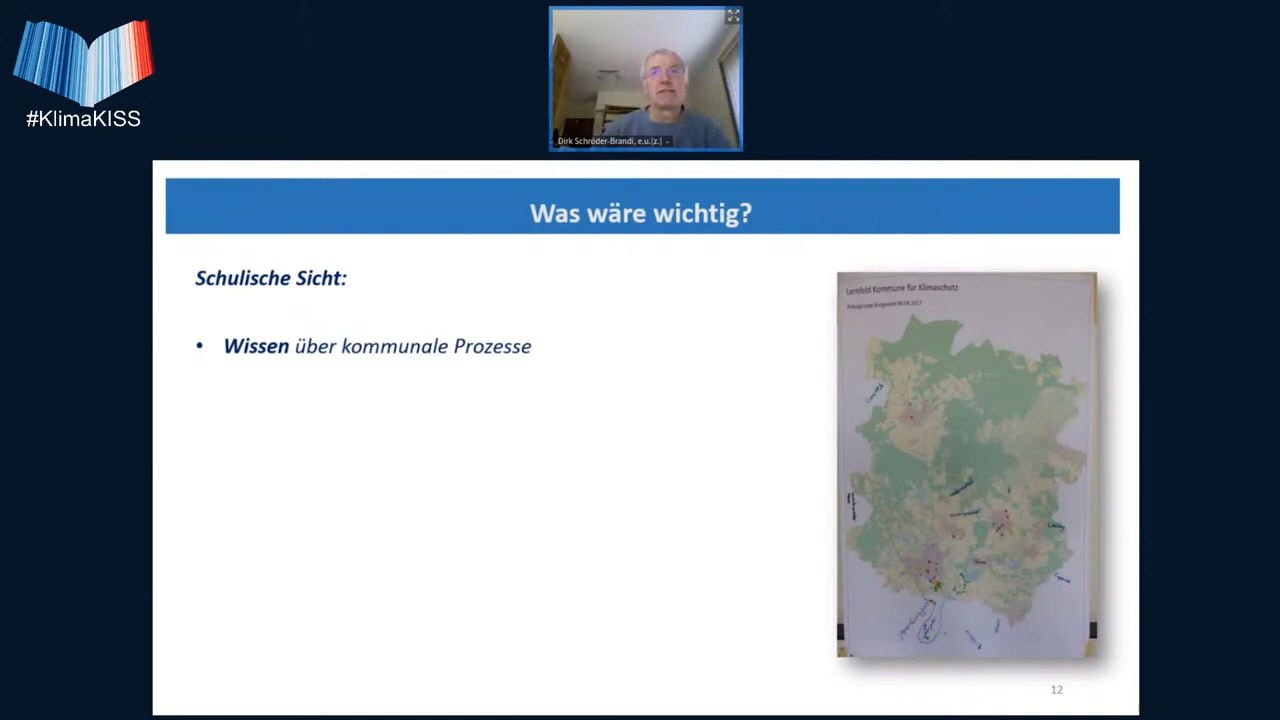 #KlimaKISS
Dirk Schröder-Brandi, e.u.[z.]
Was wäre wichtig?
Schulische Sicht:
• Wissen über kommunale Prozesse
Lernfeld Kommune für Klimaschutz
12